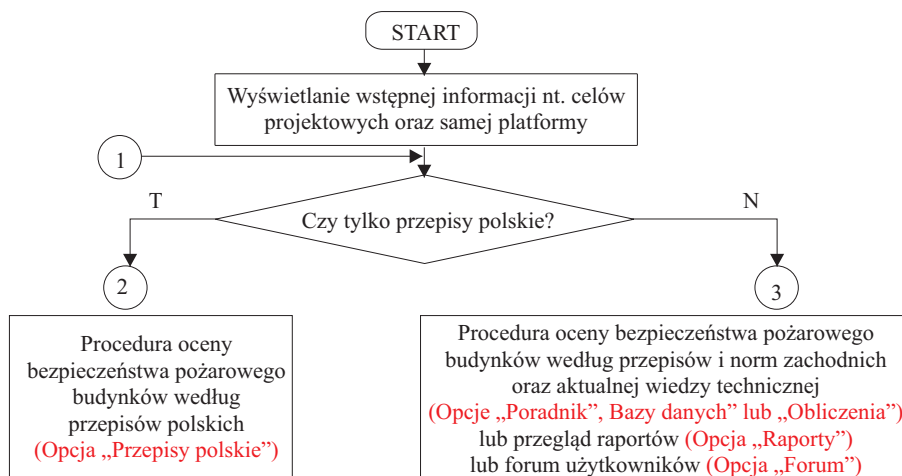 START
Wyświetlanie wstępnej informacji nt. celów
projektowych oraz samej platformy
1
T
N
Czy tylko przepisy polskie?
2
3
Procedura oceny
bezpieczeństwa pożarowego
budynków według
przepisów polskich
(Opcja „Przepisy polskie”)
Procedura oceny bezpieczeństwa pożarowego
budynków według przepisów i norm zachodnich
oraz aktualnej wiedzy technicznej
(Opcje „Poradnik”, Bazy danych” lub „Obliczenia”)
lub przegląd raportów (Opcja „Raporty”)
lub forum użytkowników (Opcja „Forum”)